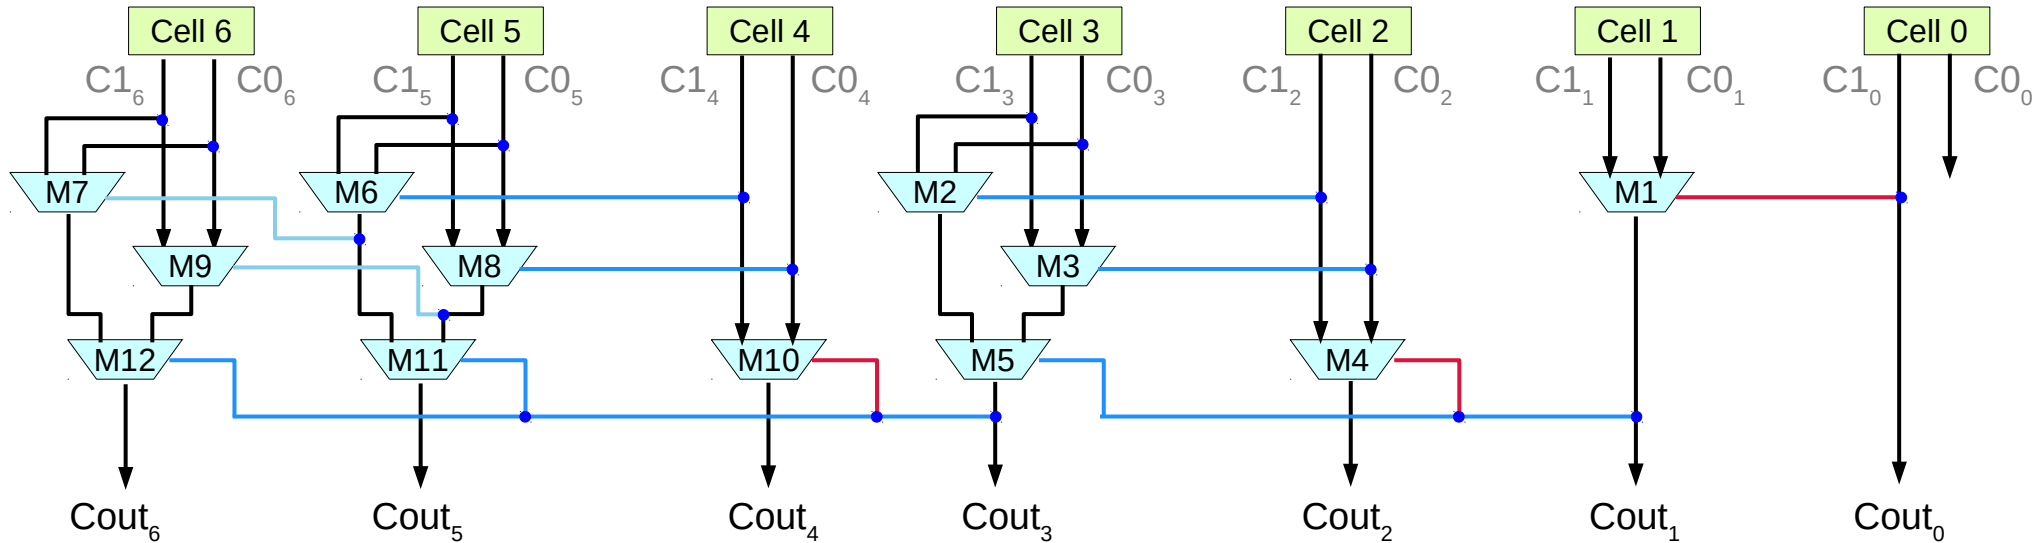 Cell 6 Cell 5 Cell 4 Cell 3 Cell 2 Cell 1 Cell 0
C1₆ C0₆ C1₅ C0₅ C1₄ C0₄ C1₃ C0₃ C1₂ C0₂ C1₁ C0₁ C1₀ C0₀
M7 M6 M2 M1
M9 M8 M3
M12 M11 M10 M5 M4
Cout₆ Cout₅ Cout₄ Cout₃ Cout₂ Cout₁ Cout₀